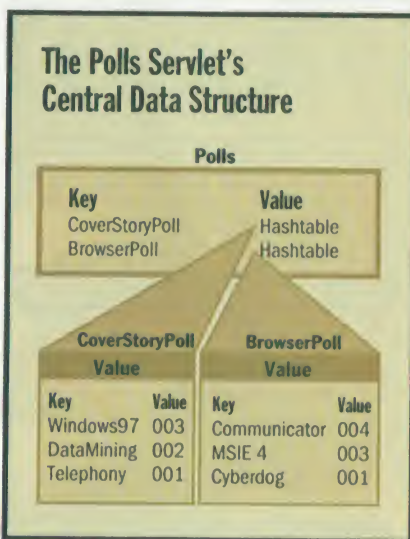 The Polls Servlet's
Central Data Structure
Polls
Key Value
CoverStoryPoll Hashtable
BrowserPoll Hashtable
CoverStoryPoll
Value
Key Value
Windows97 003
DataMining 002
Telephony 001
BrowserPoll
Value
Key Value
Communicator 004
MSIE 4 003
Cyberdog 001